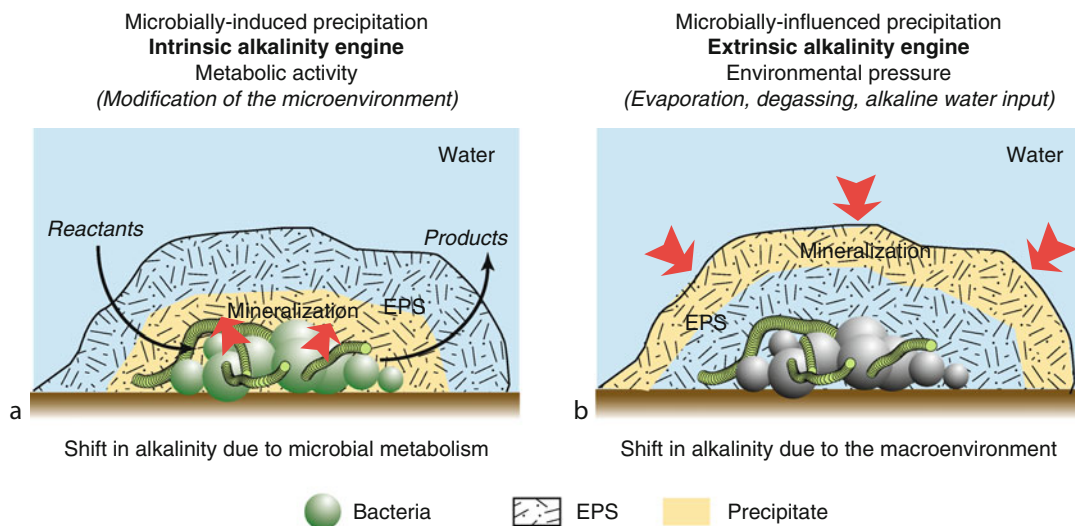 Microbially-induced precipitation
Intrinsic alkalinity engine
Metabolic activity
(Modification of the microenvironment)
Water
Reactants
Products
Mineralization
EPS
a
Shift in alkalinity due to microbial metabolism
Microbially-influenced precipitation
Extrinsic alkalinity engine
Environmental pressure
(Evaporation, degassing, alkaline water input)
Water
Mineralization
EPS
b
Shift in alkalinity due to the macroenvironment
Bacteria
EPS
Precipitate